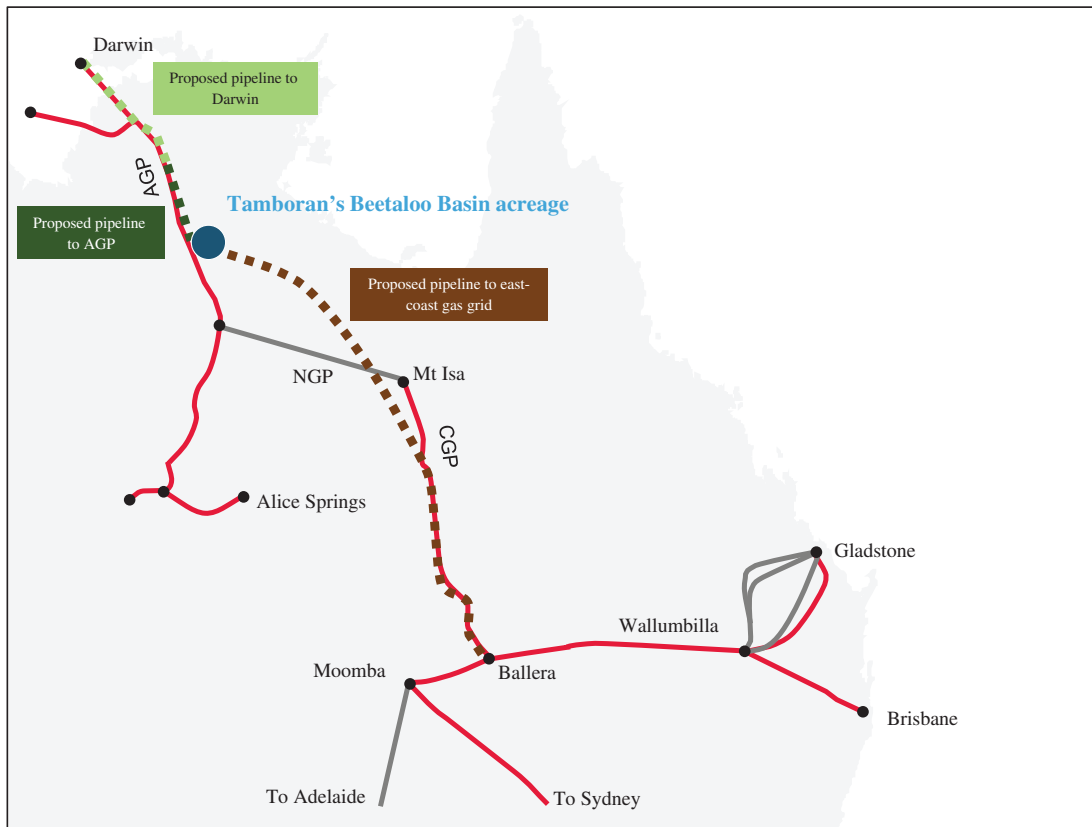 Darwin
Proposed pipeline to
Darwin
AGP
Tamboran's Beetaloo Basin acreage
Proposed pipeline
to AGP
Proposed pipeline to east-
coast gas grid
NGP
Mt Isa
CGP
Alice Springs
Gladstone
Wallumbilla
Moomba
Ballera
Brisbane
To Adelaide
To Sydney